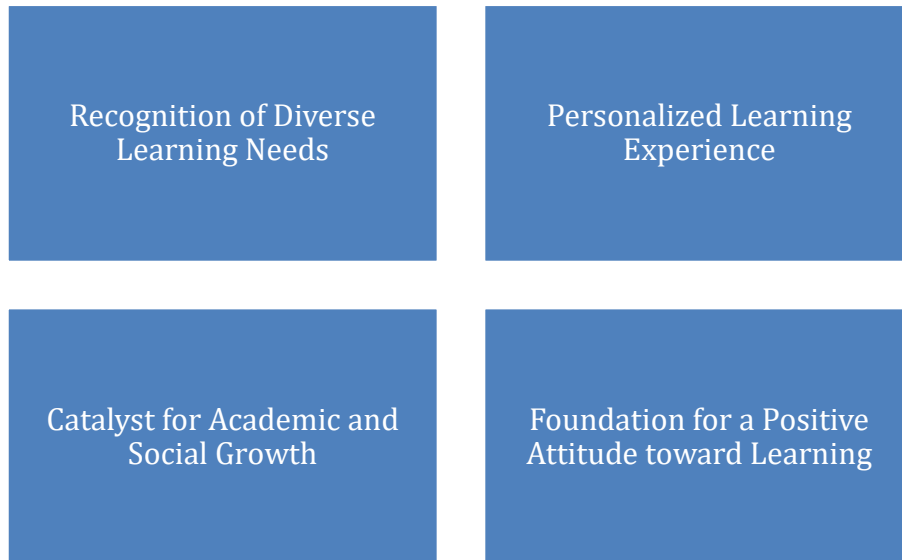 Recognition of Diverse
Learning Needs
Personalized Learning
Experience
Catalyst for Academic and
Social Growth
Foundation for a Positive
Attitude toward Learning